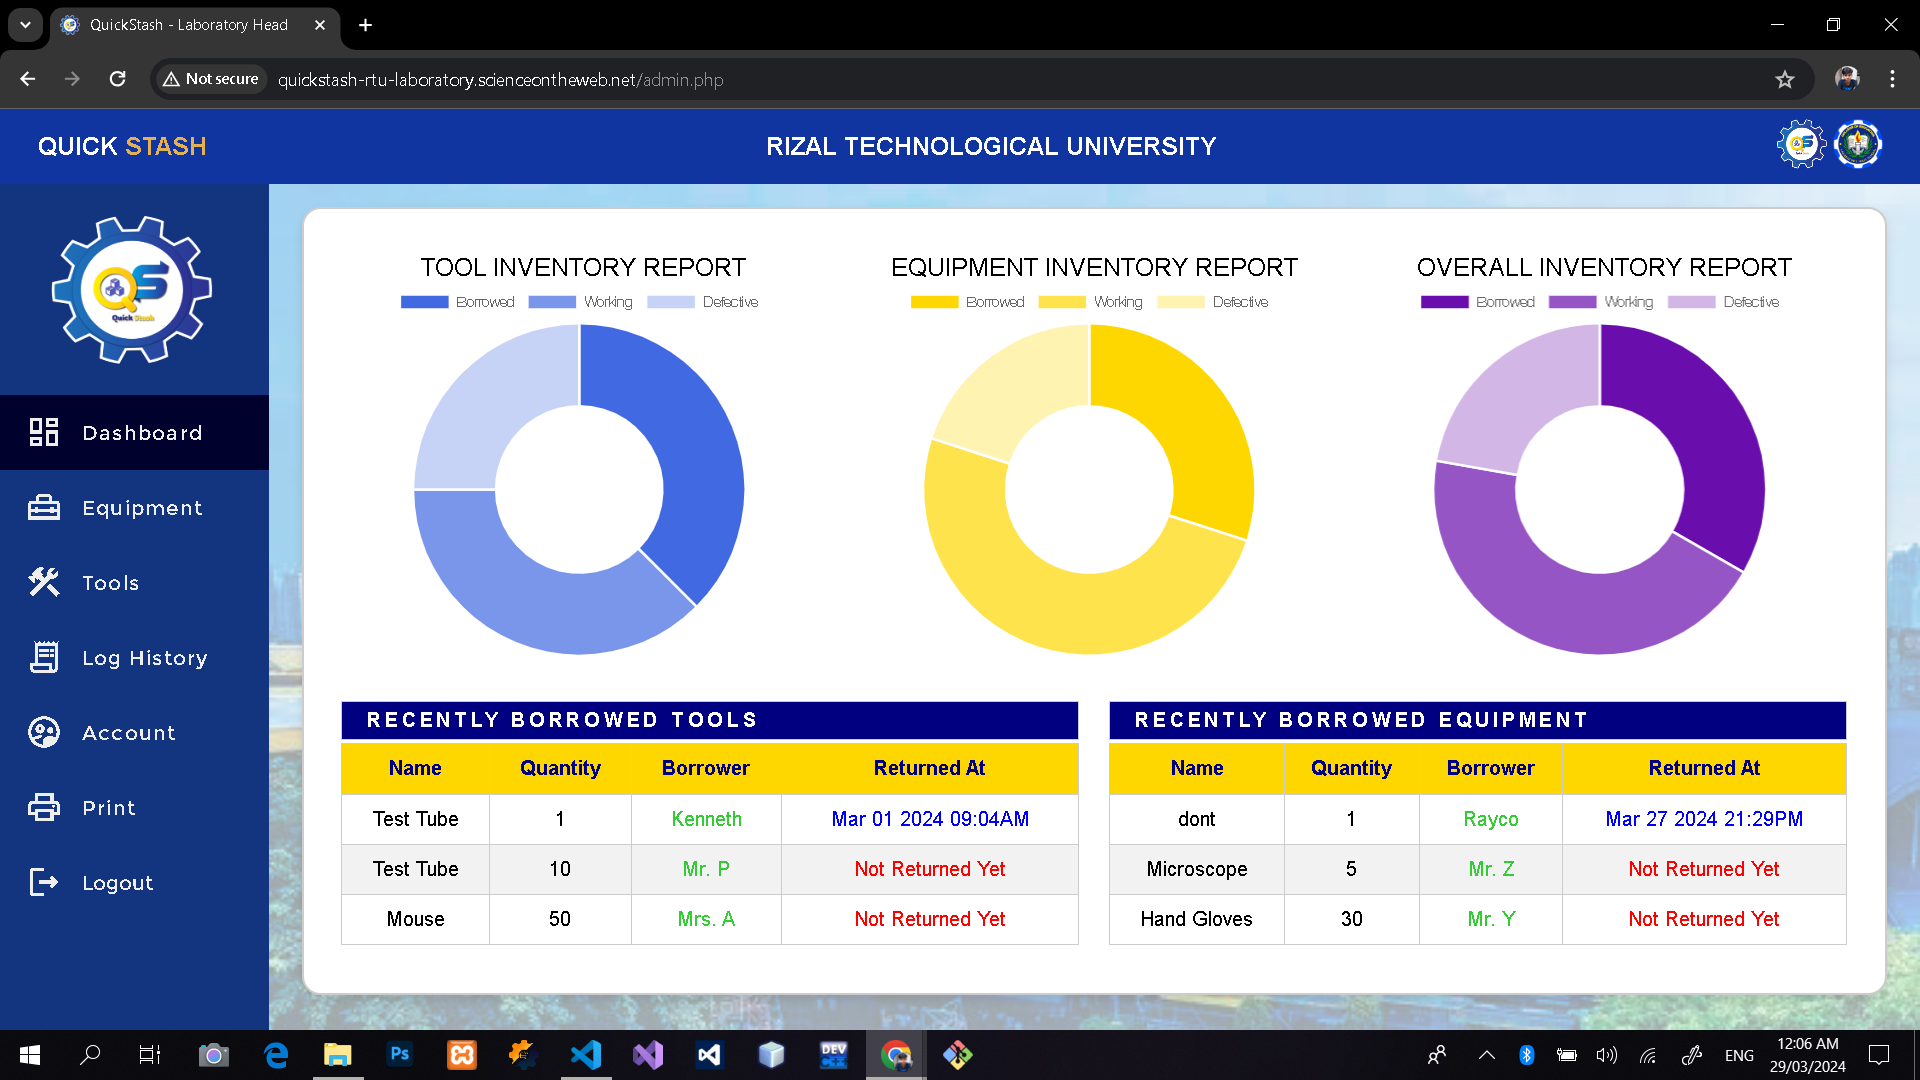 QuickStash - Laboratory Head
Not secure
quickstash-rtu-laboratory.scienceontheweb.net/admin.php
QUICK STASH
RIZAL TECHNOLOGICAL UNIVERSITY
QS
Quick Stash
Dashboard
Equipment
Tools
Log History
Account
Print
Logout
TOOL INVENTORY REPORT
Borrowed Working Defective
EQUIPMENT INVENTORY REPORT
Borrowed Working Defective
OVERALL INVENTORY REPORT
Borrowed Working Defective
RECENTLY BORROWED TOOLS
Name Quantity Borrower Returned At
Test Tube 1 Kenneth Mar 01 2024 09:04AM
Test Tube 10 Mr. P Not Returned Yet
Mouse 50 Mrs. A Not Returned Yet
RECENTLY BORROWED EQUIPMENT
Name Quantity Borrower Returned At
dont 1 Rayco Mar 27 2024 21:29PM
Microscope 5 Mr. Z Not Returned Yet
Hand Gloves 30 Mr. Y Not Returned Yet
Ps
DEV
C++
ENG
12:06 AM
29/03/2024